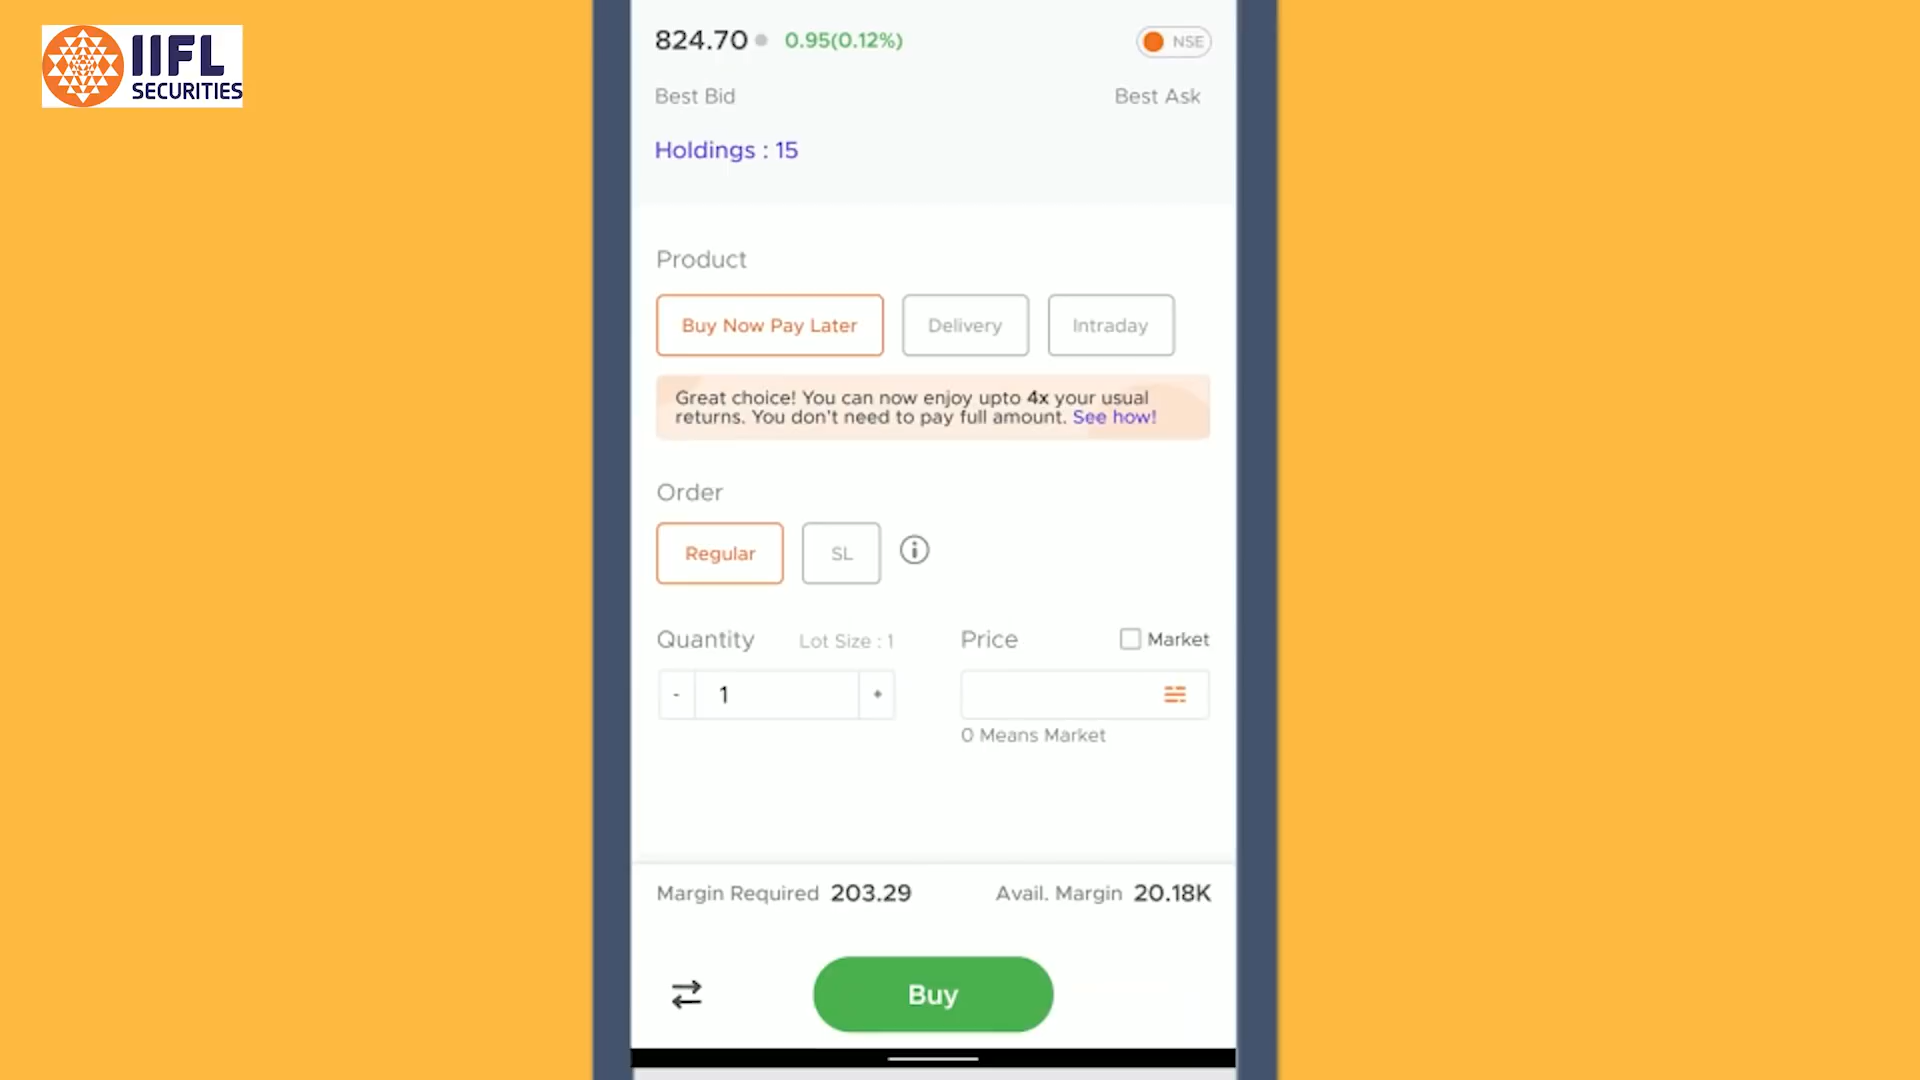 IIFL
SECURITIES
824.70 0.95(0.12%) NSE
Best Bid Best Ask
Holdings : 15
Product
Buy Now Pay Later Delivery Intraday
Great choice! You can now enjoy upto 4x your usual
returns. You don't need to pay full amount. See how!
Order
Regular SL
Quantity Lot Size : 1 Price Market
- 1 +
0 Means Market
Margin Required 203.29 Avail. Margin 20.18K
Buy